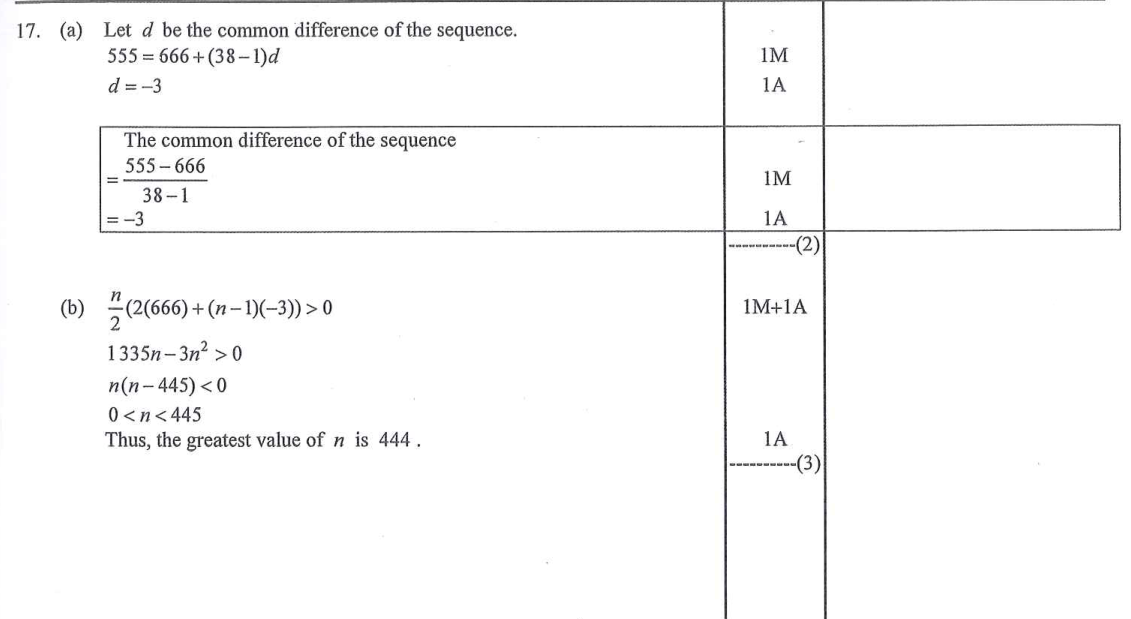 17. (a) Let d be the common difference of the sequence.
555 = 666 + (38 − 1)d 1M
d = −3 1A
The common difference of the sequence
= (555 − 666)/(38 − 1) 1M
= −3 1A
----------(2)
(b) n/2(2(666) + (n − 1)(−3)) > 0 1M+1A
1 335n − 3n² > 0
n(n − 445) < 0
0 < n < 445
Thus, the greatest value of n is 444 . 1A
----------(3)